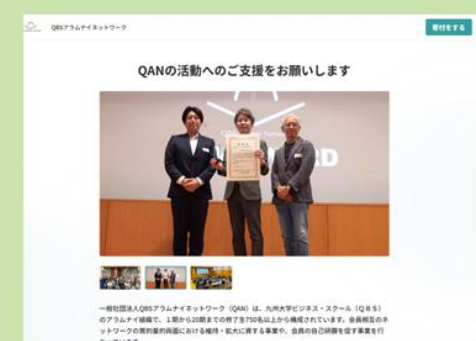 QBSアラムナイネットワーク
寄付をする
QANの活動へのご支援をお願いします
一般社団法人QBSアラムナイネットワーク（QAN）は、九州大学ビジネス・スクール（ＱＢＳ）
のアラムナイ組織で、１期から20期までの修了生750名以上から構成されています。会員相互のネ
ットワークの質的量的両面における維持・拡大に資する事業や、会員の自己研鑽を促す事業を行